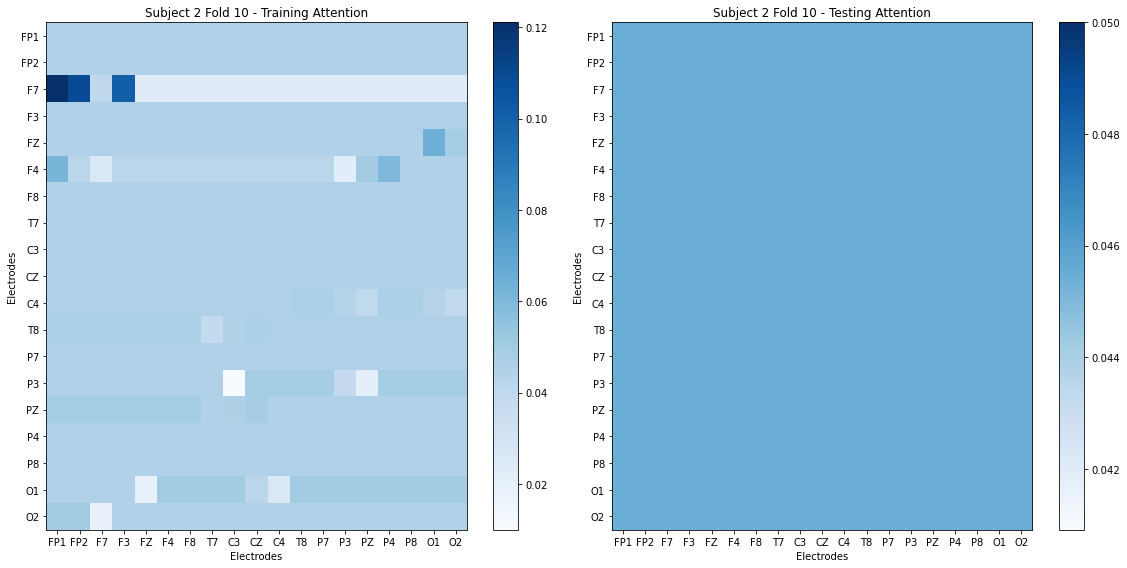 Subject 2 Fold 10 - Training Attention
Electrodes
FP1
FP2
F7
F3
FZ
F4
F8
T7
C3
CZ
C4
T8
P7
P3
PZ
P4
P8
O1
O2
FP1 FP2 F7 F3 FZ F4 F8 T7 C3 CZ C4 T8 P7 P3 PZ P4 P8 O1 O2
Electrodes
0.12
0.10
0.08
0.06
0.04
0.02
Subject 2 Fold 10 - Testing Attention
Electrodes
FP1
FP2
F7
F3
FZ
F4
F8
T7
C3
CZ
C4
T8
P7
P3
PZ
P4
P8
O1
O2
FP1 FP2 F7 F3 FZ F4 F8 T7 C3 CZ C4 T8 P7 P3 PZ P4 P8 O1 O2
Electrodes
0.050
0.048
0.046
0.044
0.042